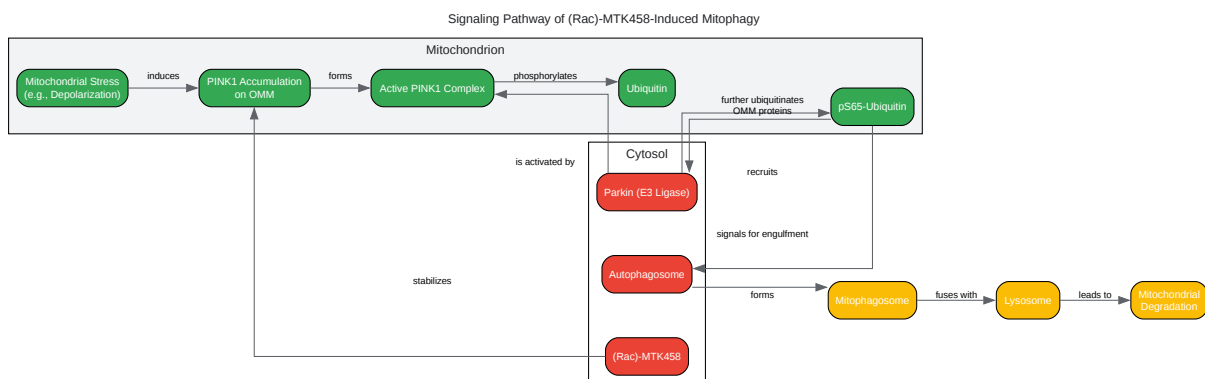 Signaling Pathway of (Rac)-MTK458-Induced Mitophagy
Mitochondrion
Mitochondrial Stress
(e.g., Depolarization)
induces
PINK1 Accumulation
on OMM
forms
Active PINK1 Complex
phosphorylates
Ubiquitin
further ubiquitinates
OMM proteins
pS65-Ubiquitin
is activated by
Cytosol
Parkin (E3 Ligase)
recruits
signals for engulfment
Autophagosome
stabilizes
forms
Mitophagosome
fuses with
Lysosome
leads to
Mitochondrial
Degradation
(Rac)-MTK458